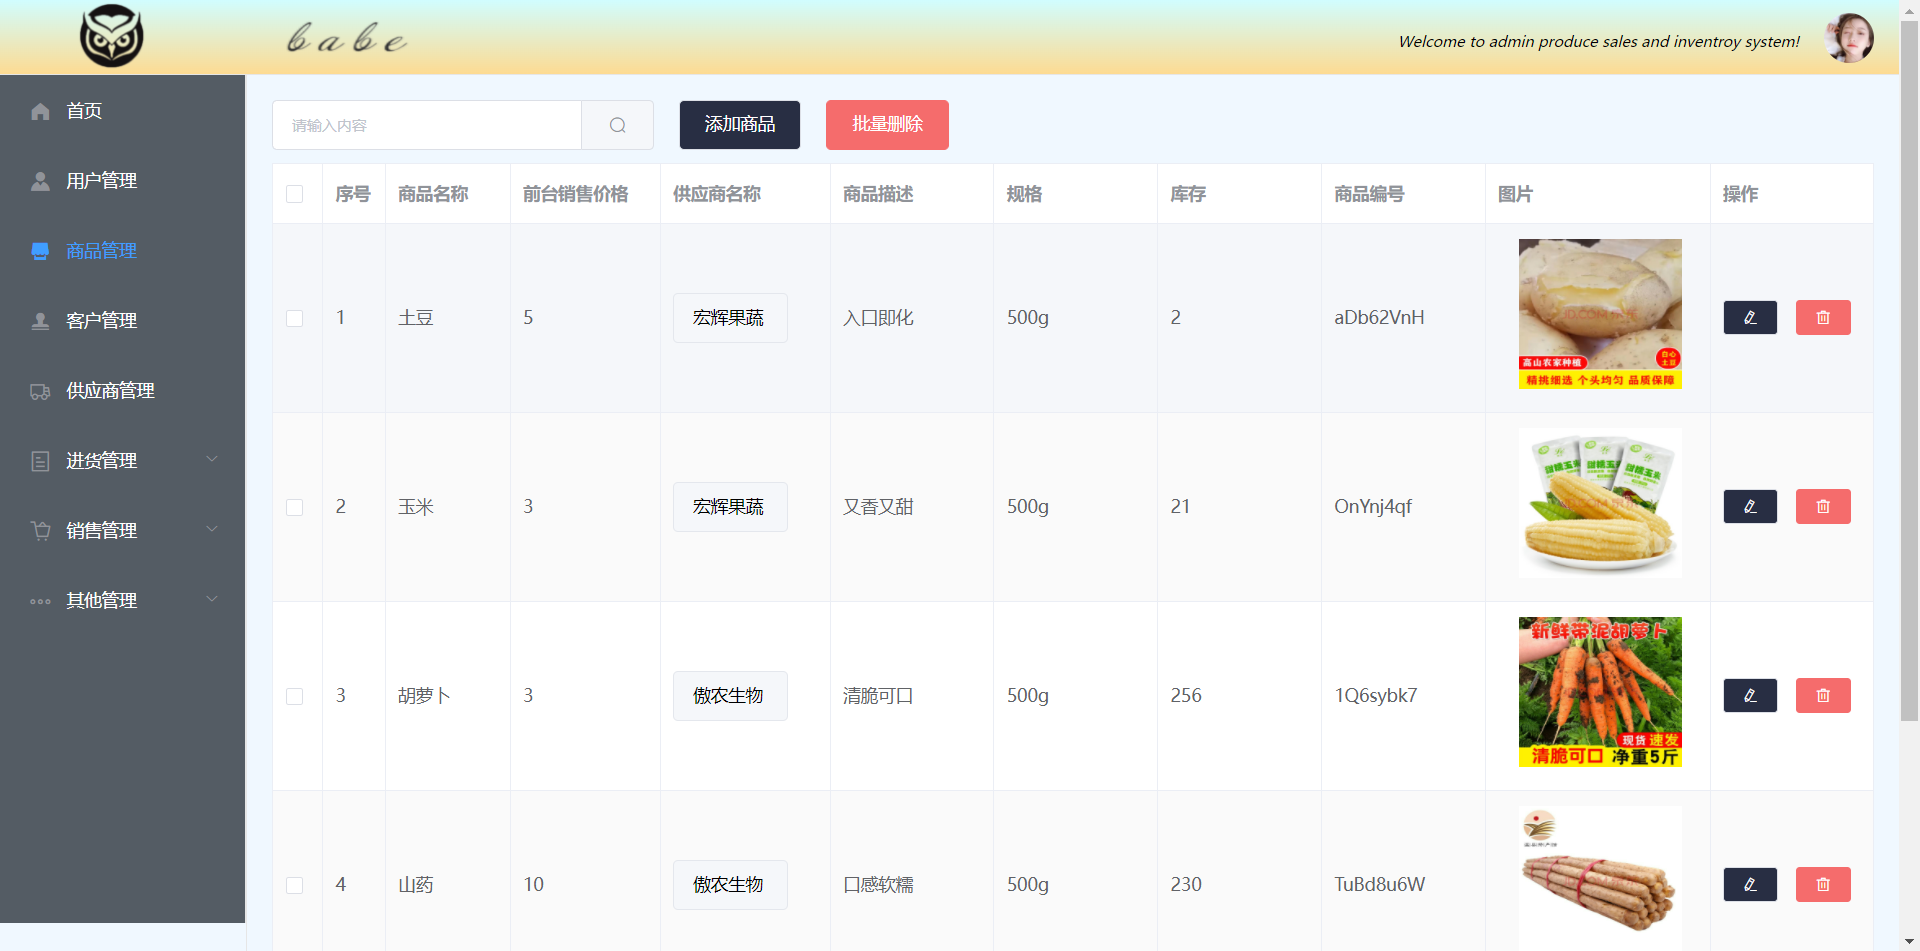 babe
Welcome to admin produce sales and inventroy system!
首页
用户管理
商品管理
客户管理
供应商管理
进货管理
销售管理
其他管理
请输入内容
添加商品
批量删除
序号 商品名称 前台销售价格 供应商名称 商品描述 规格 库存 商品编号 图片 操作
1 土豆 5 宏辉果蔬 入口即化 500g 2 aDb62VnH
高山农家种植
白心
土豆
精挑细选 个头均匀 品质保障
2 玉米 3 宏辉果蔬 又香又甜 500g 21 OnYnj4qf
甜糯玉米
3 胡萝卜 3 傲农生物 清脆可口 500g 256 1Q6sybk7
新鲜带泥胡萝卜
现货 速发
清脆可口 净重5斤
4 山药 10 傲农生物 口感软糯 500g 230 TuBd8u6W